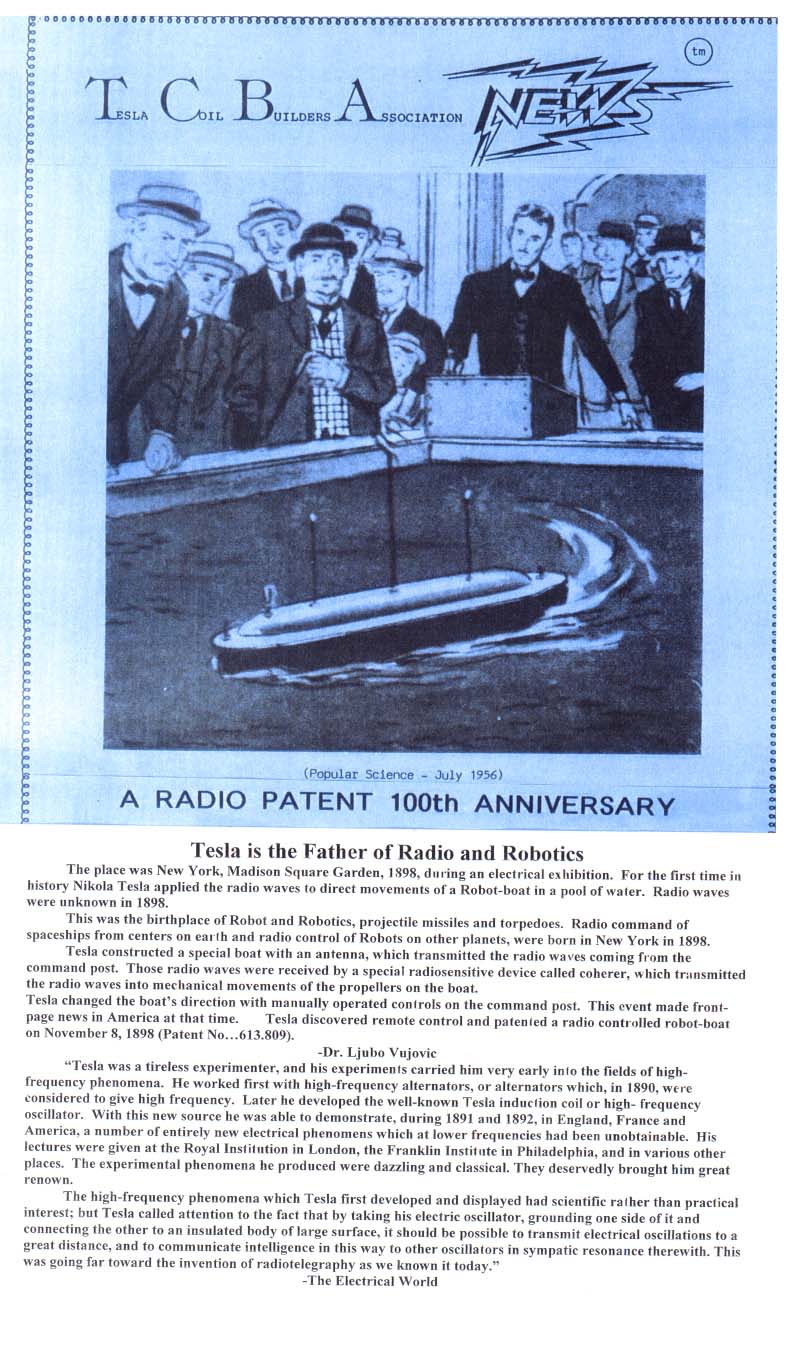 tm
TESLA COIL BUILDERS ASSOCIATION NEWS
(Popular Science - July 1956)
A RADIO PATENT 100th ANNIVERSARY
Tesla is the Father of Radio and Robotics
The place was New York, Madison Square Garden, 1898, during an electrical exhibition. For the first time in
history Nikola Tesla applied the radio waves to direct movements of a Robot-boat in a pool of water. Radio waves
were unknown in 1898.
This was the birthplace of Robot and Robotics, projectile missiles and torpedoes. Radio command of
spaceships from centers on earth and radio control of Robots on other planets, were born in New York in 1898.
Tesla constructed a special boat with an antenna, which transmitted the radio waves coming from the
command post. Those radio waves were received by a special radiosensitive device called coherer, which transmitted
the radio waves into mechanical movements of the propellers on the boat.
Tesla changed the boat's direction with manually operated controls on the command post. This event made front-
page news in America at that time. Tesla discovered remote control and patented a radio controlled robot-boat
on November 8, 1898 (Patent No...613.809).
-Dr. Ljubo Vujovic
"Tesla was a tireless experimenter, and his experiments carried him very early into the fields of high-
frequency phenomena. He worked first with high-frequency alternators, or alternators which, in 1890, were
considered to give high frequency. Later he developed the well-known Tesla induction coil or high- frequency
oscillator. With this new source he was able to demonstrate, during 1891 and 1892, in England, France and
America, a number of entirely new electrical phenomens which at lower frequencies had been unobtainable. His
lectures were given at the Royal Institution in London, the Franklin Institute in Philadelphia, and in various other
places. The experimental phenomena he produced were dazzling and classical. They deservedly brought him great
renown.
The high-frequency phenomena which Tesla first developed and displayed had scientific rather than practical
interest; but Tesla called attention to the fact that by taking his electric oscillator, grounding one side of it and
connecting the other to an insulated body of large surface, it should be possible to transmit electrical oscillations to a
great distance, and to communicate intelligence in this way to other oscillators in sympatic resonance therewith. This
was going far toward the invention of radiotelegraphy as we known it today."
-The Electrical World